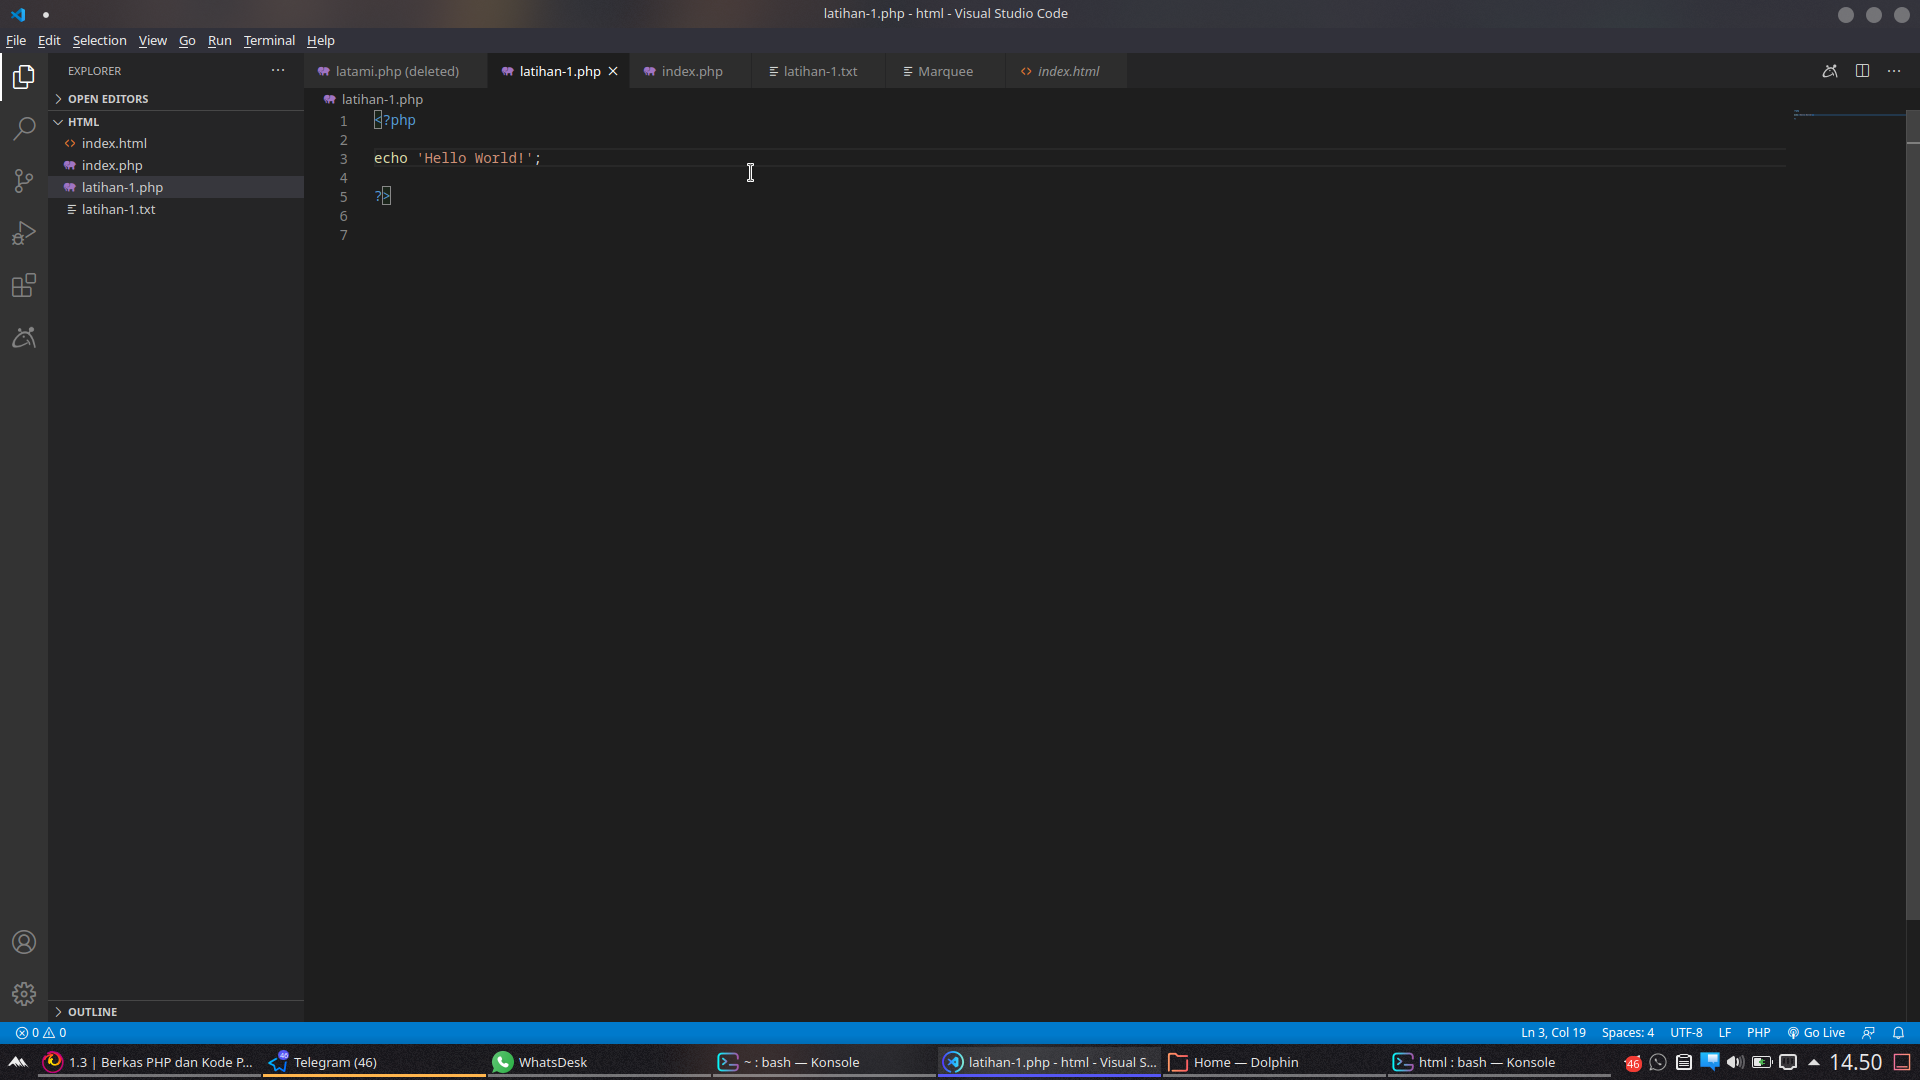 latihan-1.php - html - Visual Studio Code
File Edit Selection View Go Run Terminal Help
EXPLORER
latami.php (deleted) latihan-1.php index.php latihan-1.txt Marquee index.html
OPEN EDITORS
HTML
index.html
index.php
latihan-1.php
latihan-1.txt
latihan-1.php
1 <?php
2
3 echo 'Hello World!';
4
5 ?>
6
7
OUTLINE
0 0 Ln 3, Col 19 Spaces: 4 UTF-8 LF PHP Go Live
1.3 | Berkas PHP dan Kode P... 46 Telegram (46) WhatsDesk ~ : bash — Konsole latihan-1.php - html - Visual S... Home — Dolphin html : bash — Konsole 46 14.50